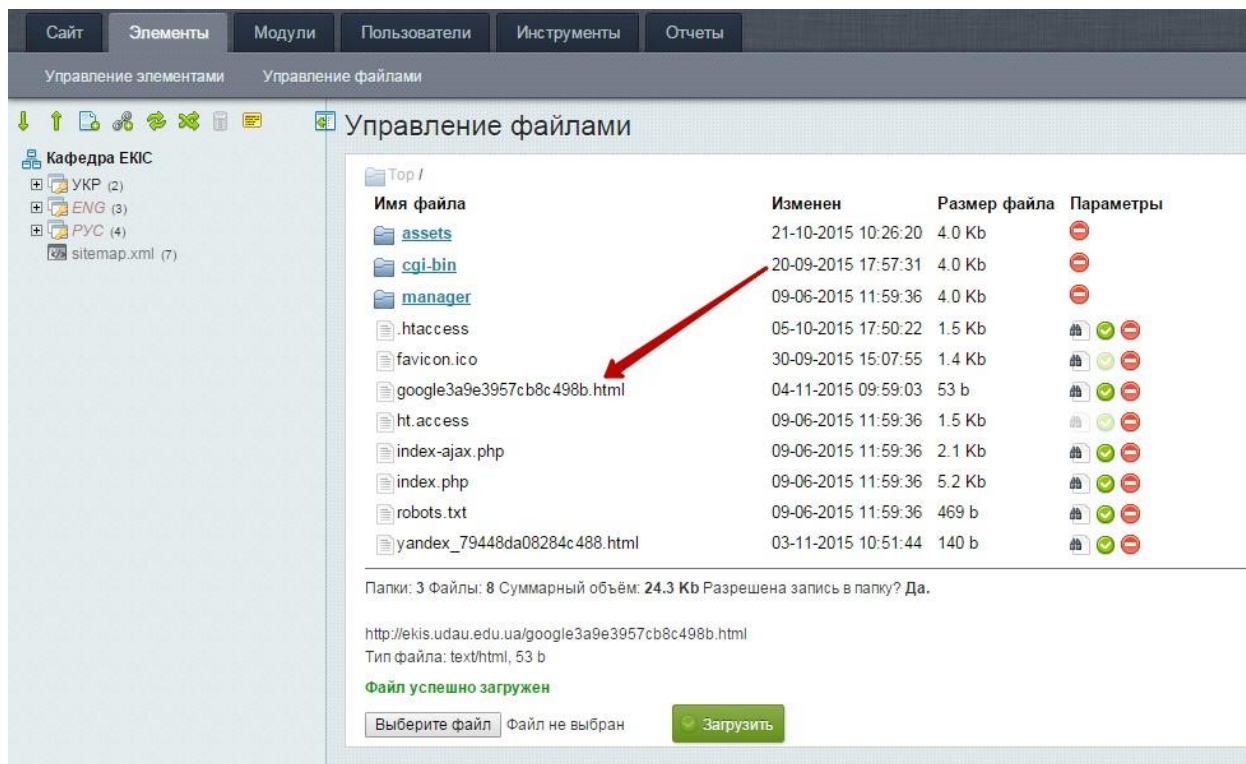 Сайт Элементы Модули Пользователи Инструменты Отчеты
Управление элементами Управление файлами
Управление файлами
Кафедра ЕКІС
УКР (2)
ENG (3)
РУС (4)
sitemap.xml (7)
Top /
Имя файла Изменен Размер файла Параметры
assets 21-10-2015 10:26:20 4.0 Kb
cgi-bin 20-09-2015 17:57:31 4.0 Kb
manager 09-06-2015 11:59:36 4.0 Kb
.htaccess 05-10-2015 17:50:22 1.5 Kb
favicon.ico 30-09-2015 15:07:55 1.4 Kb
google3a9e3957cb8c498b.html 04-11-2015 09:59:03 53 b
ht.access 09-06-2015 11:59:36 1.5 Kb
index-ajax.php 09-06-2015 11:59:36 2.1 Kb
index.php 09-06-2015 11:59:36 5.2 Kb
robots.txt 09-06-2015 11:59:36 469 b
yandex_79448da08284c488.html 03-11-2015 10:51:44 140 b
Папки: 3 Файлы: 8 Суммарный объём: 24.3 Kb Разрешена запись в папку? Да.
http://ekis.udau.edu.ua/google3a9e3957cb8c498b.html
Тип файла: text/html, 53 b
Файл успешно загружен
Выберите файл Файл не выбран Загрузить